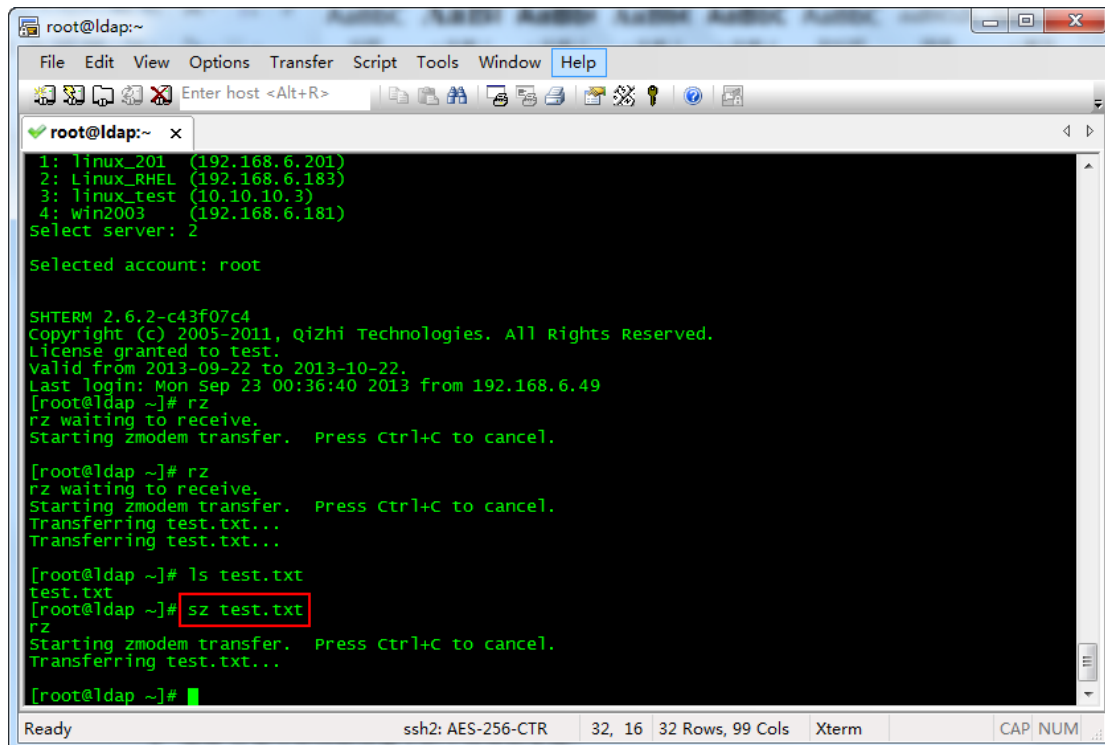 root@ldap:~
File Edit View Options Transfer Script Tools Window Help
Enter host <Alt+R>
root@ldap:~ x
1: linux_201 (192.168.6.201)
2: Linux_RHEL (192.168.6.183)
3: linux_test (10.10.10.3)
4: Win2003 (192.168.6.181)
Select server: 2
Selected account: root
SHTERM 2.6.2-c43f07c4
Copyright (c) 2005-2011, QiZhi Technologies. All Rights Reserved.
License granted to test.
Valid from 2013-09-22 to 2013-10-22.
Last login: Mon Sep 23 00:36:40 2013 from 192.168.6.49
[root@ldap ~]# rz
rz waiting to receive.
Starting zmodem transfer.  Press Ctrl+C to cancel.
[root@ldap ~]# rz
rz waiting to receive.
Starting zmodem transfer.  Press Ctrl+C to cancel.
Transferring test.txt...
Transferring test.txt...
[root@ldap ~]# ls test.txt
test.txt
[root@ldap ~]# sz test.txt
rz
Starting zmodem transfer.  Press Ctrl+C to cancel.
Transferring test.txt...
[root@ldap ~]#
Ready ssh2: AES-256-CTR 32, 16 32 Rows, 99 Cols Xterm CAP NUM